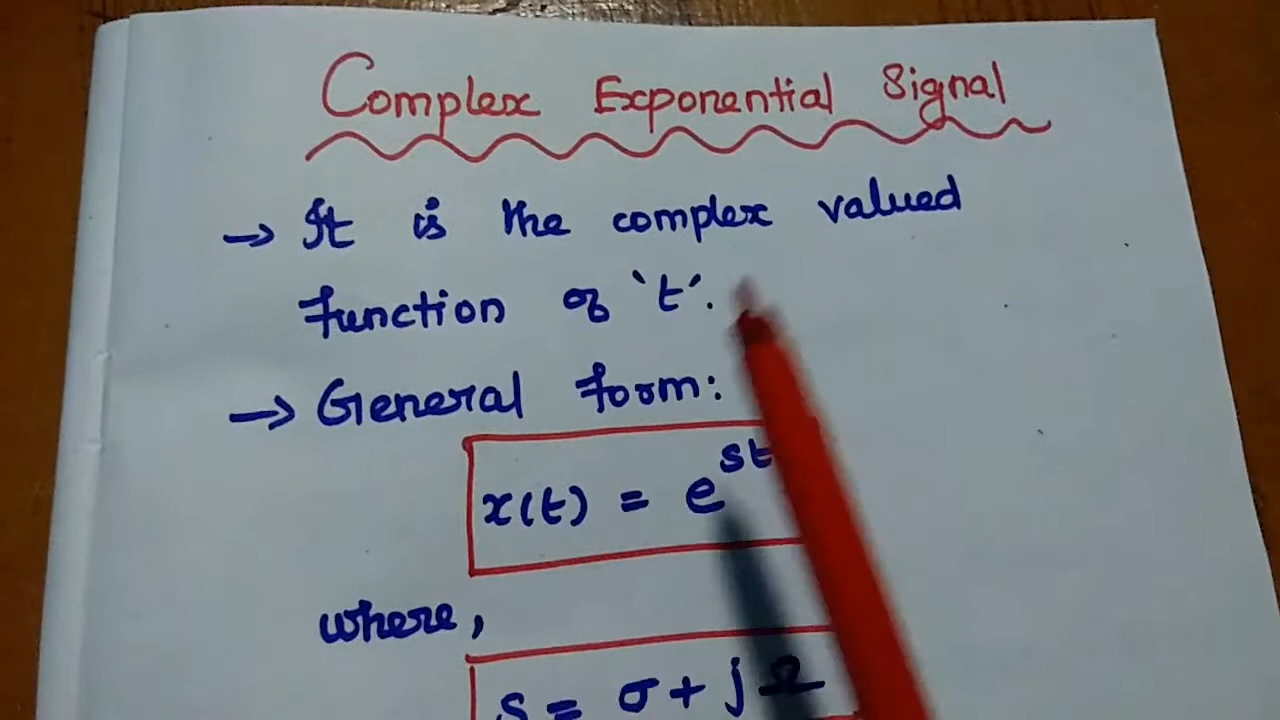 Complex Exponential Signal
→ It is the complex valued
function of 't'.
→ General form:
x(t) = e^st
where,
s = σ + jΩ